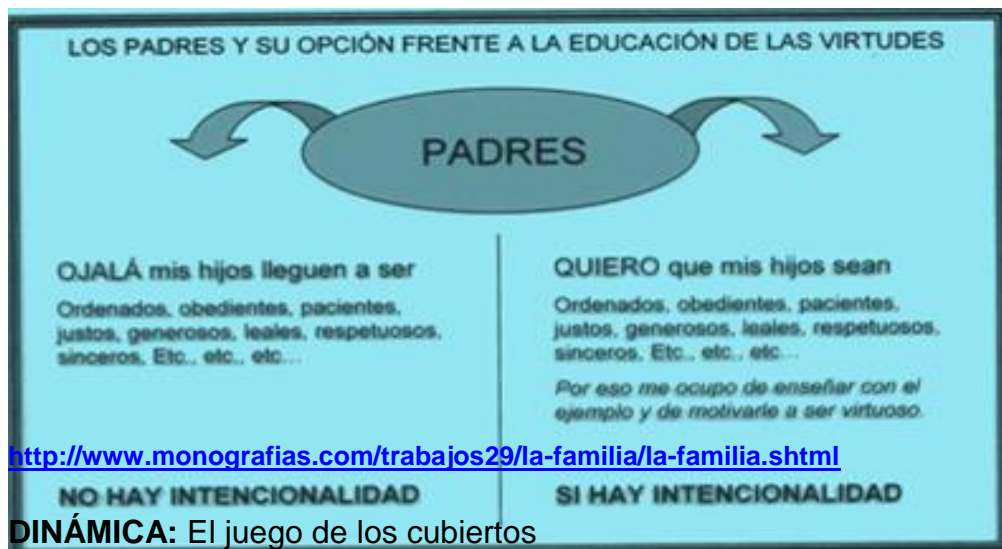 LOS PADRES Y SU OPCIÓN FRENTE A LA EDUCACIÓN DE LAS VIRTUDES
PADRES
OJALÁ mis hijos lleguen a ser
Ordenados, obedientes, pacientes,
justos, generosos, leales, respetuosos,
sinceros, Etc., etc., etc...
QUIERO que mis hijos sean
Ordenados, obedientes, pacientes,
justos, generosos, leales, respetuosos,
sinceros, Etc., etc., etc...
Por eso me ocupo de enseñar con el
ejemplo y de motivarle a ser virtuoso.
http://www.monografias.com/trabajos29/la-familia/la-familia.shtml
NO HAY INTENCIONALIDAD
SI HAY INTENCIONALIDAD
DINÁMICA: El juego de los cubiertos